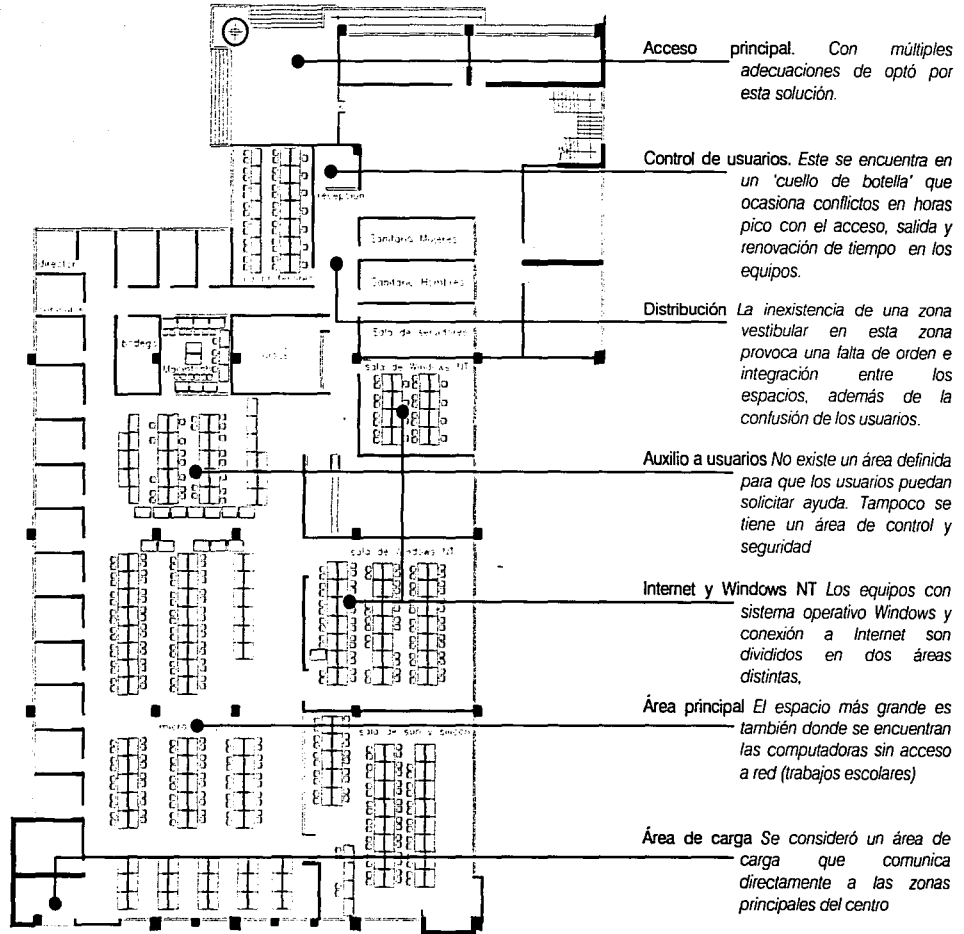 Acceso principal. Con múltiples
adecuaciones de optó por
esta solución.
Control de usuarios. Este se encuentra en
un 'cuello de botella' que
ocasiona conflictos en horas
pico con el acceso, salida y
renovación de tiempo en los
equipos.
Distribución La inexistencia de una zona
vestibular en esta zona
provoca una falta de orden e
integración entre los
espacios, además de la
confusión de los usuarios.
Auxilio a usuarios No existe un área definida
para que los usuarios puedan
solicitar ayuda. Tampoco se
tiene un área de control y
seguridad
Internet y Windows NT Los equipos con
sistema operativo Windows y
conexión a Internet son
divididos en dos áreas
distintas,
Área principal El espacio más grande es
también donde se encuentran
las computadoras sin acceso
a red (trabajos escolares)
Área de carga Se consideró un área de
carga que comunica
directamente a las zonas
principales del centro
recepcion
Sanitario Mujeres
Sanitario Hombres
Sala de servidores
sala de Windows NT
director
bodega
sala de Windows NT
micro
sala de sun y silicon